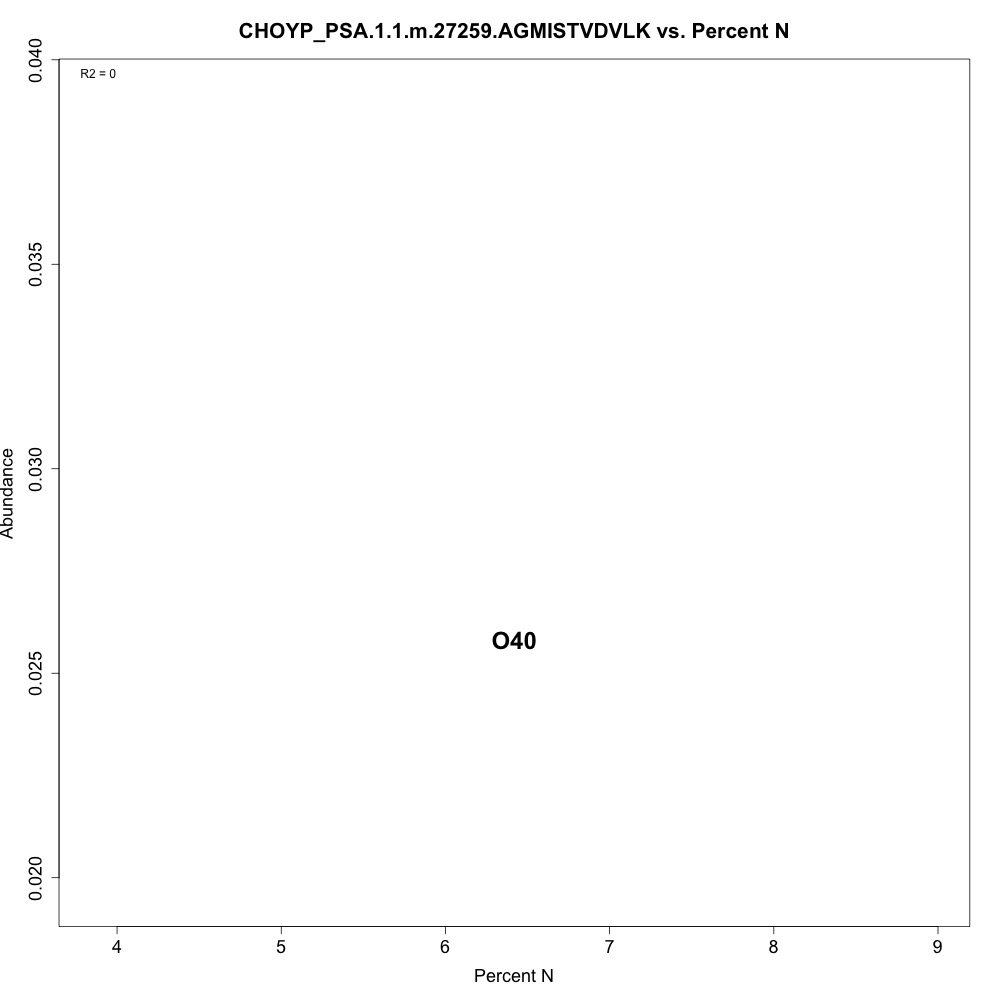 CHOYP_PSA.1.1.m.27259.AGMISTVDVLK vs. Percent N
R2 = 0
0.040
0.035
0.030
0.025
0.020
Abundance
O40
4 5 6 7 8 9
Percent N